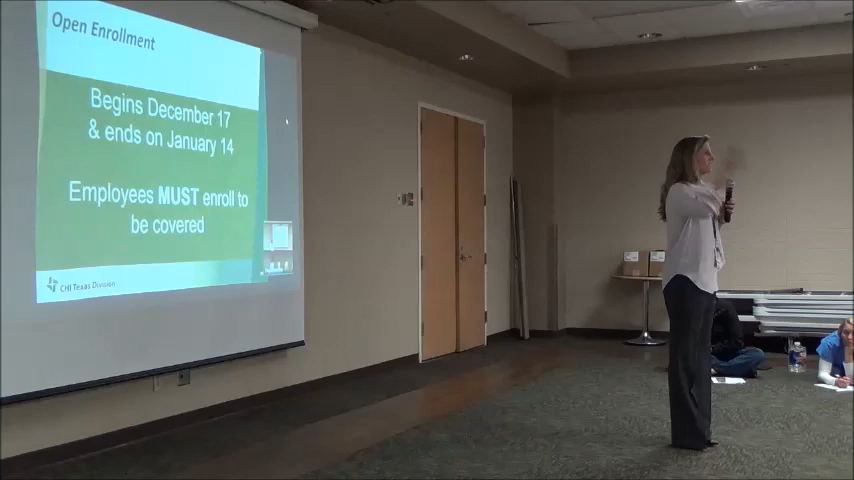 Open Enrollment
Begins December 17
& ends on January 14
Employees MUST enroll to
be covered
CHI Texas Division